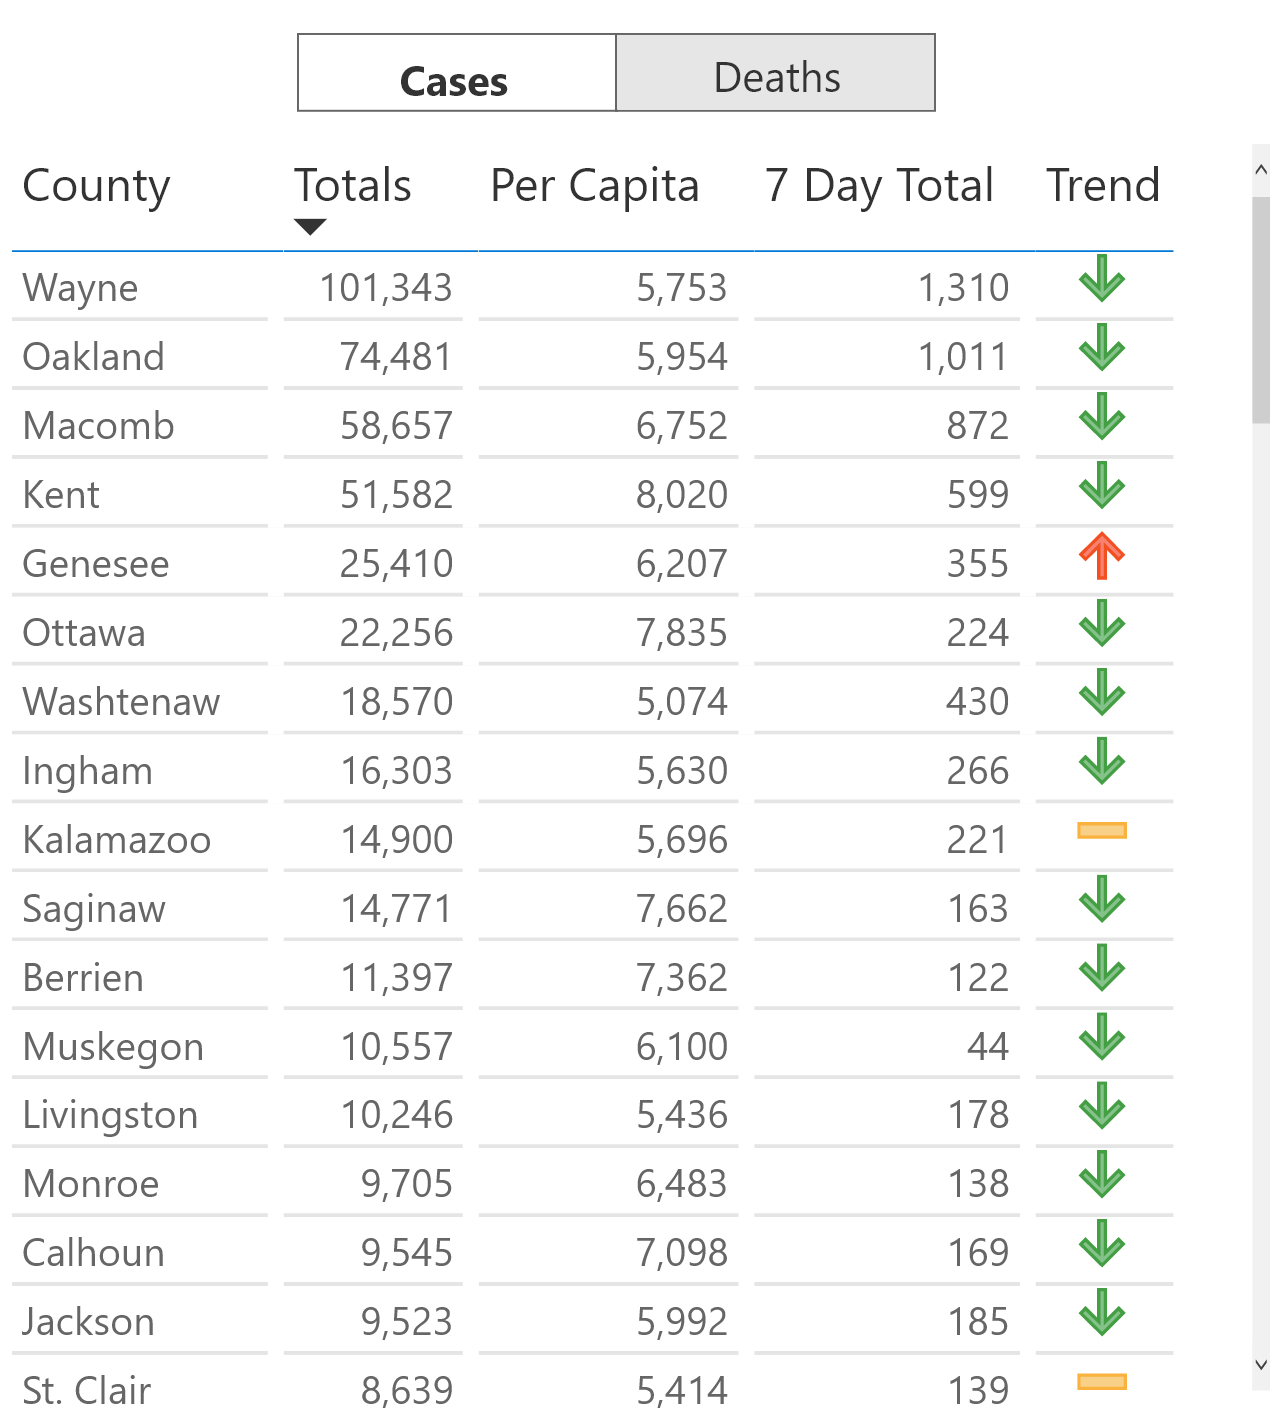 Cases Deaths
County Totals Per Capita 7 Day Total Trend
Wayne 101,343 5,753 1,310
Oakland 74,481 5,954 1,011
Macomb 58,657 6,752 872
Kent 51,582 8,020 599
Genesee 25,410 6,207 355
Ottawa 22,256 7,835 224
Washtenaw 18,570 5,074 430
Ingham 16,303 5,630 266
Kalamazoo 14,900 5,696 221
Saginaw 14,771 7,662 163
Berrien 11,397 7,362 122
Muskegon 10,557 6,100 44
Livingston 10,246 5,436 178
Monroe 9,705 6,483 138
Calhoun 9,545 7,098 169
Jackson 9,523 5,992 185
St. Clair 8,639 5,414 139